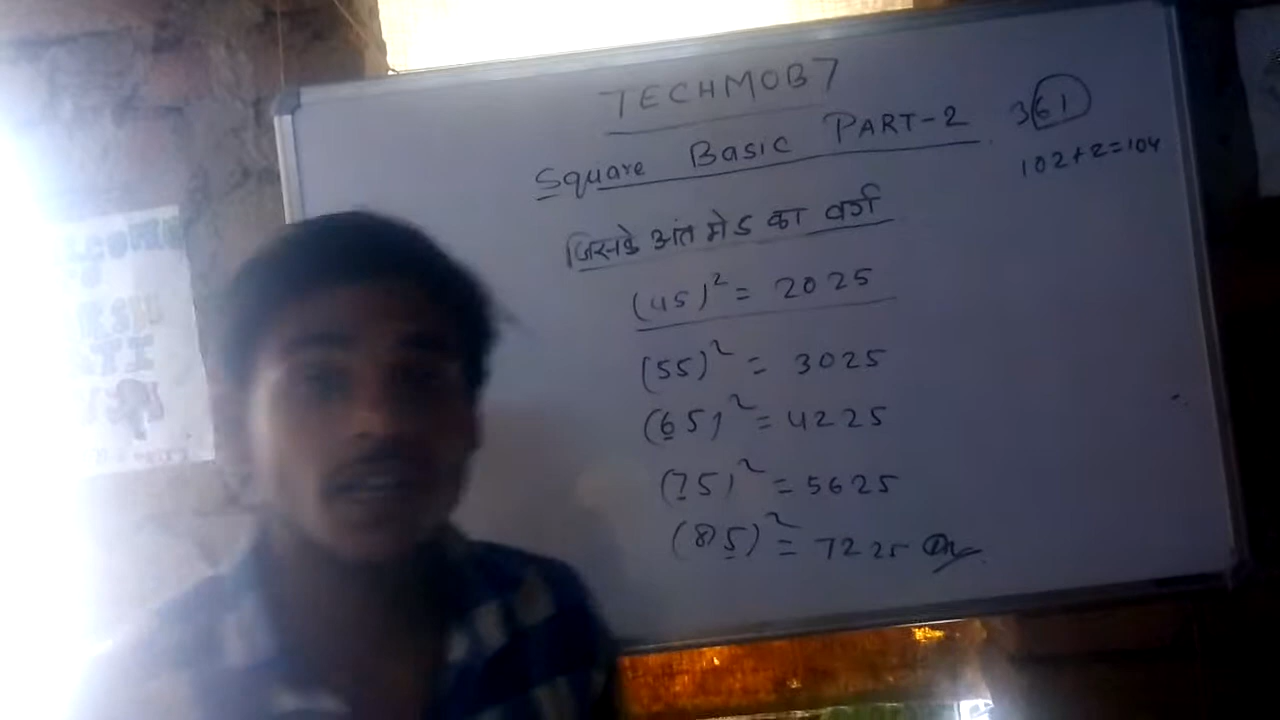 TECHMOB7
Square Basic PART-2
361
102+2=104
जिसके अंत मे 5 का वर्ग
(45)² = 2025
(55)² = 3025
(65)² = 4225
(75)² = 5625
(85)² = 7225 Ans